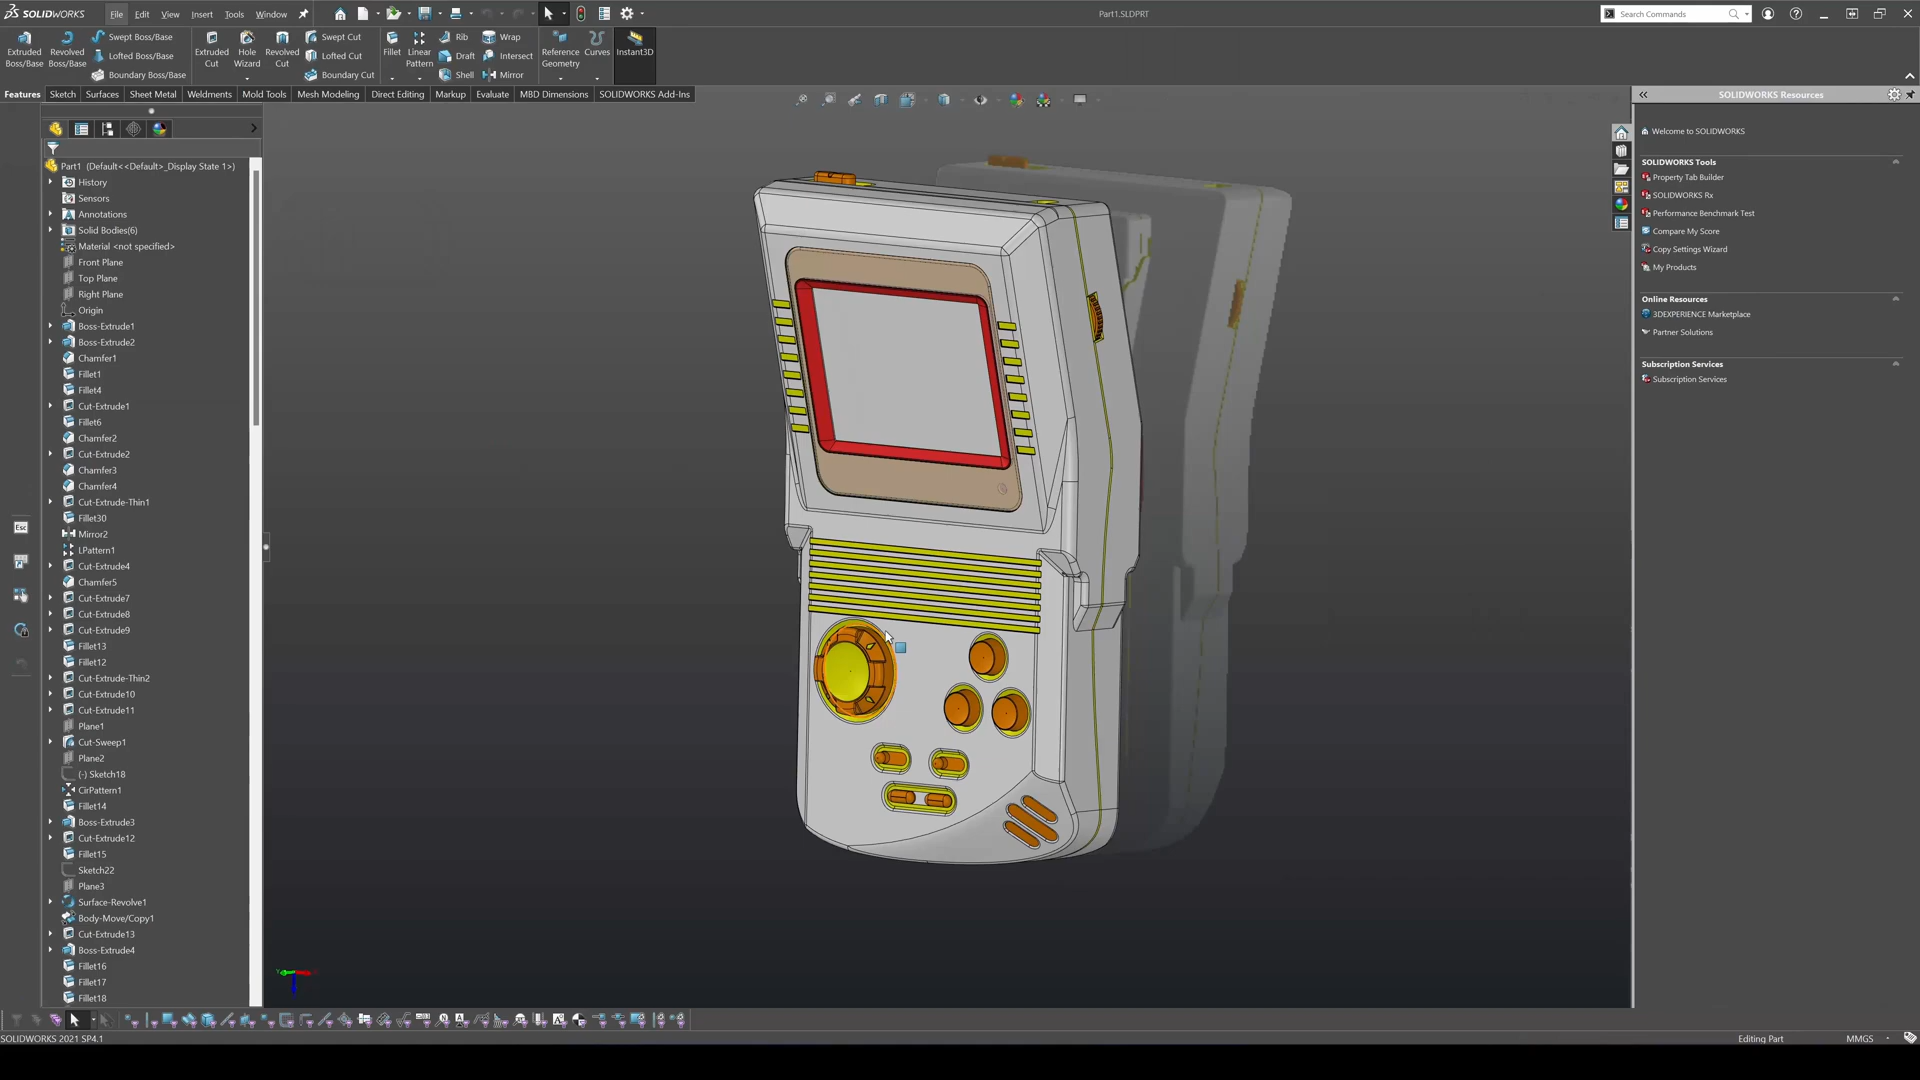 SOLIDWORKS File Edit View Insert Tools Window Part1.SLDPRT Search Commands
Extruded Boss/Base
Revolved Boss/Base
Swept Boss/Base
Lofted Boss/Base
Boundary Boss/Base
Extruded Cut
Hole Wizard
Revolved Cut
Swept Cut
Lofted Cut
Boundary Cut
Fillet
Linear Pattern
Rib
Draft
Shell
Wrap
Intersect
Mirror
Reference Geometry
Curves
Instant3D
Features Sketch Surfaces Sheet Metal Weldments Mold Tools Mesh Modeling Direct Editing Markup Evaluate MBD Dimensions SOLIDWORKS Add-Ins
Part1 (Default<<Default>_Display State 1>)
History
Sensors
Annotations
Solid Bodies(6)
Material <not specified>
Front Plane
Top Plane
Right Plane
Origin
Boss-Extrude1
Boss-Extrude2
Chamfer1
Fillet1
Fillet4
Cut-Extrude1
Fillet6
Chamfer2
Cut-Extrude2
Chamfer3
Chamfer4
Cut-Extrude-Thin1
Fillet30
Mirror2
LPattern1
Cut-Extrude4
Chamfer5
Cut-Extrude7
Cut-Extrude8
Cut-Extrude9
Fillet13
Fillet12
Cut-Extrude-Thin2
Cut-Extrude10
Cut-Extrude11
Plane1
Cut-Sweep1
Plane2
(-) Sketch18
CirPattern1
Fillet14
Boss-Extrude3
Cut-Extrude12
Fillet15
Sketch22
Plane3
Surface-Revolve1
Body-Move/Copy1
Cut-Extrude13
Boss-Extrude4
Fillet16
Fillet17
Fillet18
Esc
SOLIDWORKS Resources
Welcome to SOLIDWORKS
SOLIDWORKS Tools
Property Tab Builder
SOLIDWORKS Rx
Performance Benchmark Test
Compare My Score
Copy Settings Wizard
My Products
Online Resources
3DEXPERIENCE Marketplace
Partner Solutions
Subscription Services
Subscription Services
SOLIDWORKS 2021 SP4.1
Editing Part
MMGS